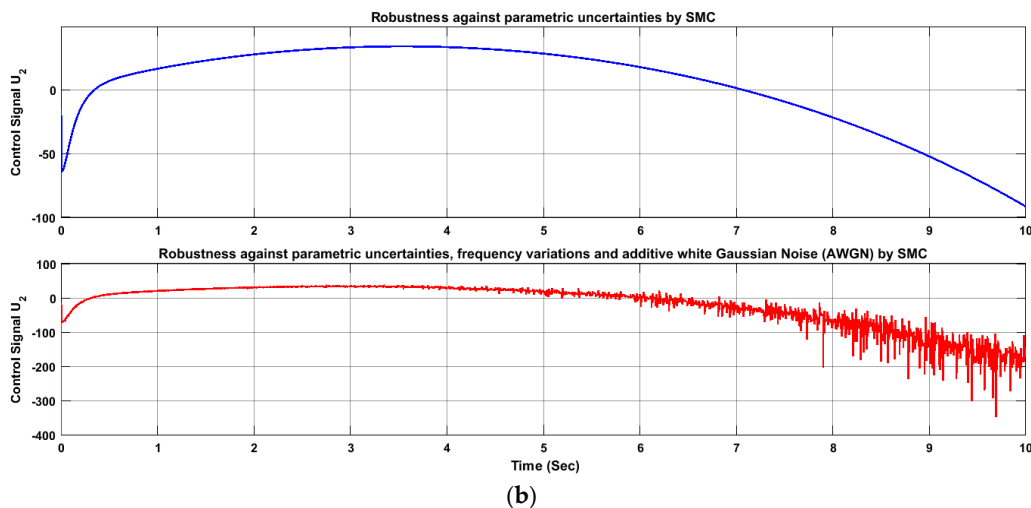 Robustness against parametric uncertainties by SMC
Control Signal U2
0
-50
-100
0 1 2 3 4 5 6 7 8 9 10
Robustness against parametric uncertainties, frequency variations and additive white Gaussian Noise (AWGN) by SMC
Control Signal U2
100
0
-100
-200
-300
-400
0 1 2 3 4 5 6 7 8 9 10
Time (Sec)
(b)